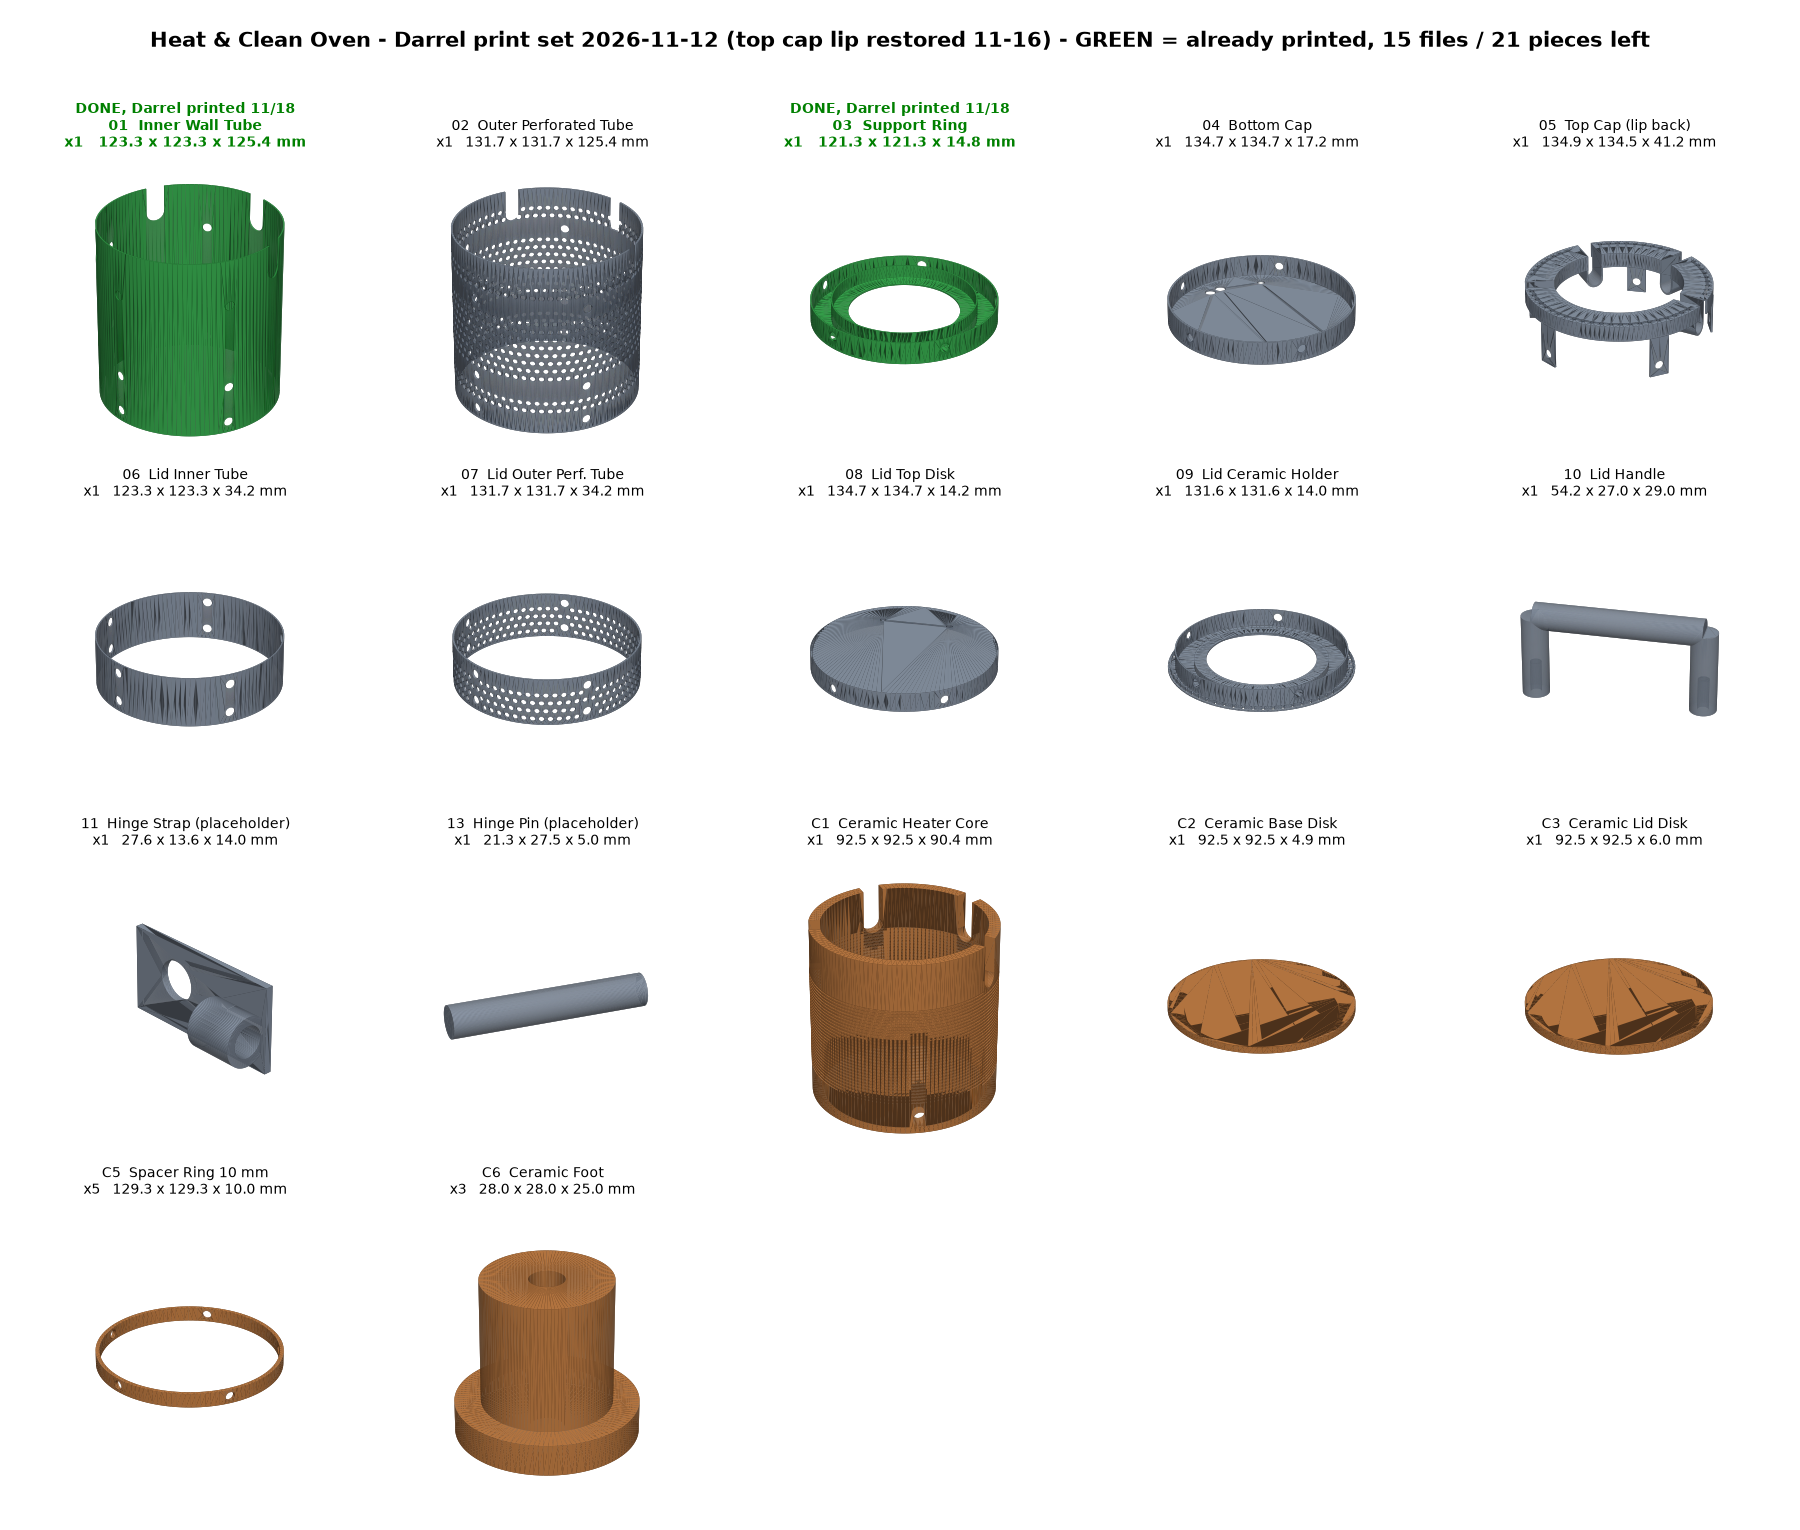 Heat & Clean Oven - Darrel print set 2026-11-12 (top cap lip restored 11-16) - GREEN = already printed, 15 files / 21 pieces left
DONE, Darrel printed 11/18
01  Inner Wall Tube
x1   123.3 x 123.3 x 125.4 mm
02  Outer Perforated Tube
x1   131.7 x 131.7 x 125.4 mm
DONE, Darrel printed 11/18
03  Support Ring
x1   121.3 x 121.3 x 14.8 mm
04  Bottom Cap
x1   134.7 x 134.7 x 17.2 mm
05  Top Cap (lip back)
x1   134.9 x 134.5 x 41.2 mm
06  Lid Inner Tube
x1   123.3 x 123.3 x 34.2 mm
07  Lid Outer Perf. Tube
x1   131.7 x 131.7 x 34.2 mm
08  Lid Top Disk
x1   134.7 x 134.7 x 14.2 mm
09  Lid Ceramic Holder
x1   131.6 x 131.6 x 14.0 mm
10  Lid Handle
x1   54.2 x 27.0 x 29.0 mm
11  Hinge Strap (placeholder)
x1   27.6 x 13.6 x 14.0 mm
13  Hinge Pin (placeholder)
x1   21.3 x 27.5 x 5.0 mm
C1  Ceramic Heater Core
x1   92.5 x 92.5 x 90.4 mm
C2  Ceramic Base Disk
x1   92.5 x 92.5 x 4.9 mm
C3  Ceramic Lid Disk
x1   92.5 x 92.5 x 6.0 mm
C5  Spacer Ring 10 mm
x5   129.3 x 129.3 x 10.0 mm
C6  Ceramic Foot
x3   28.0 x 28.0 x 25.0 mm